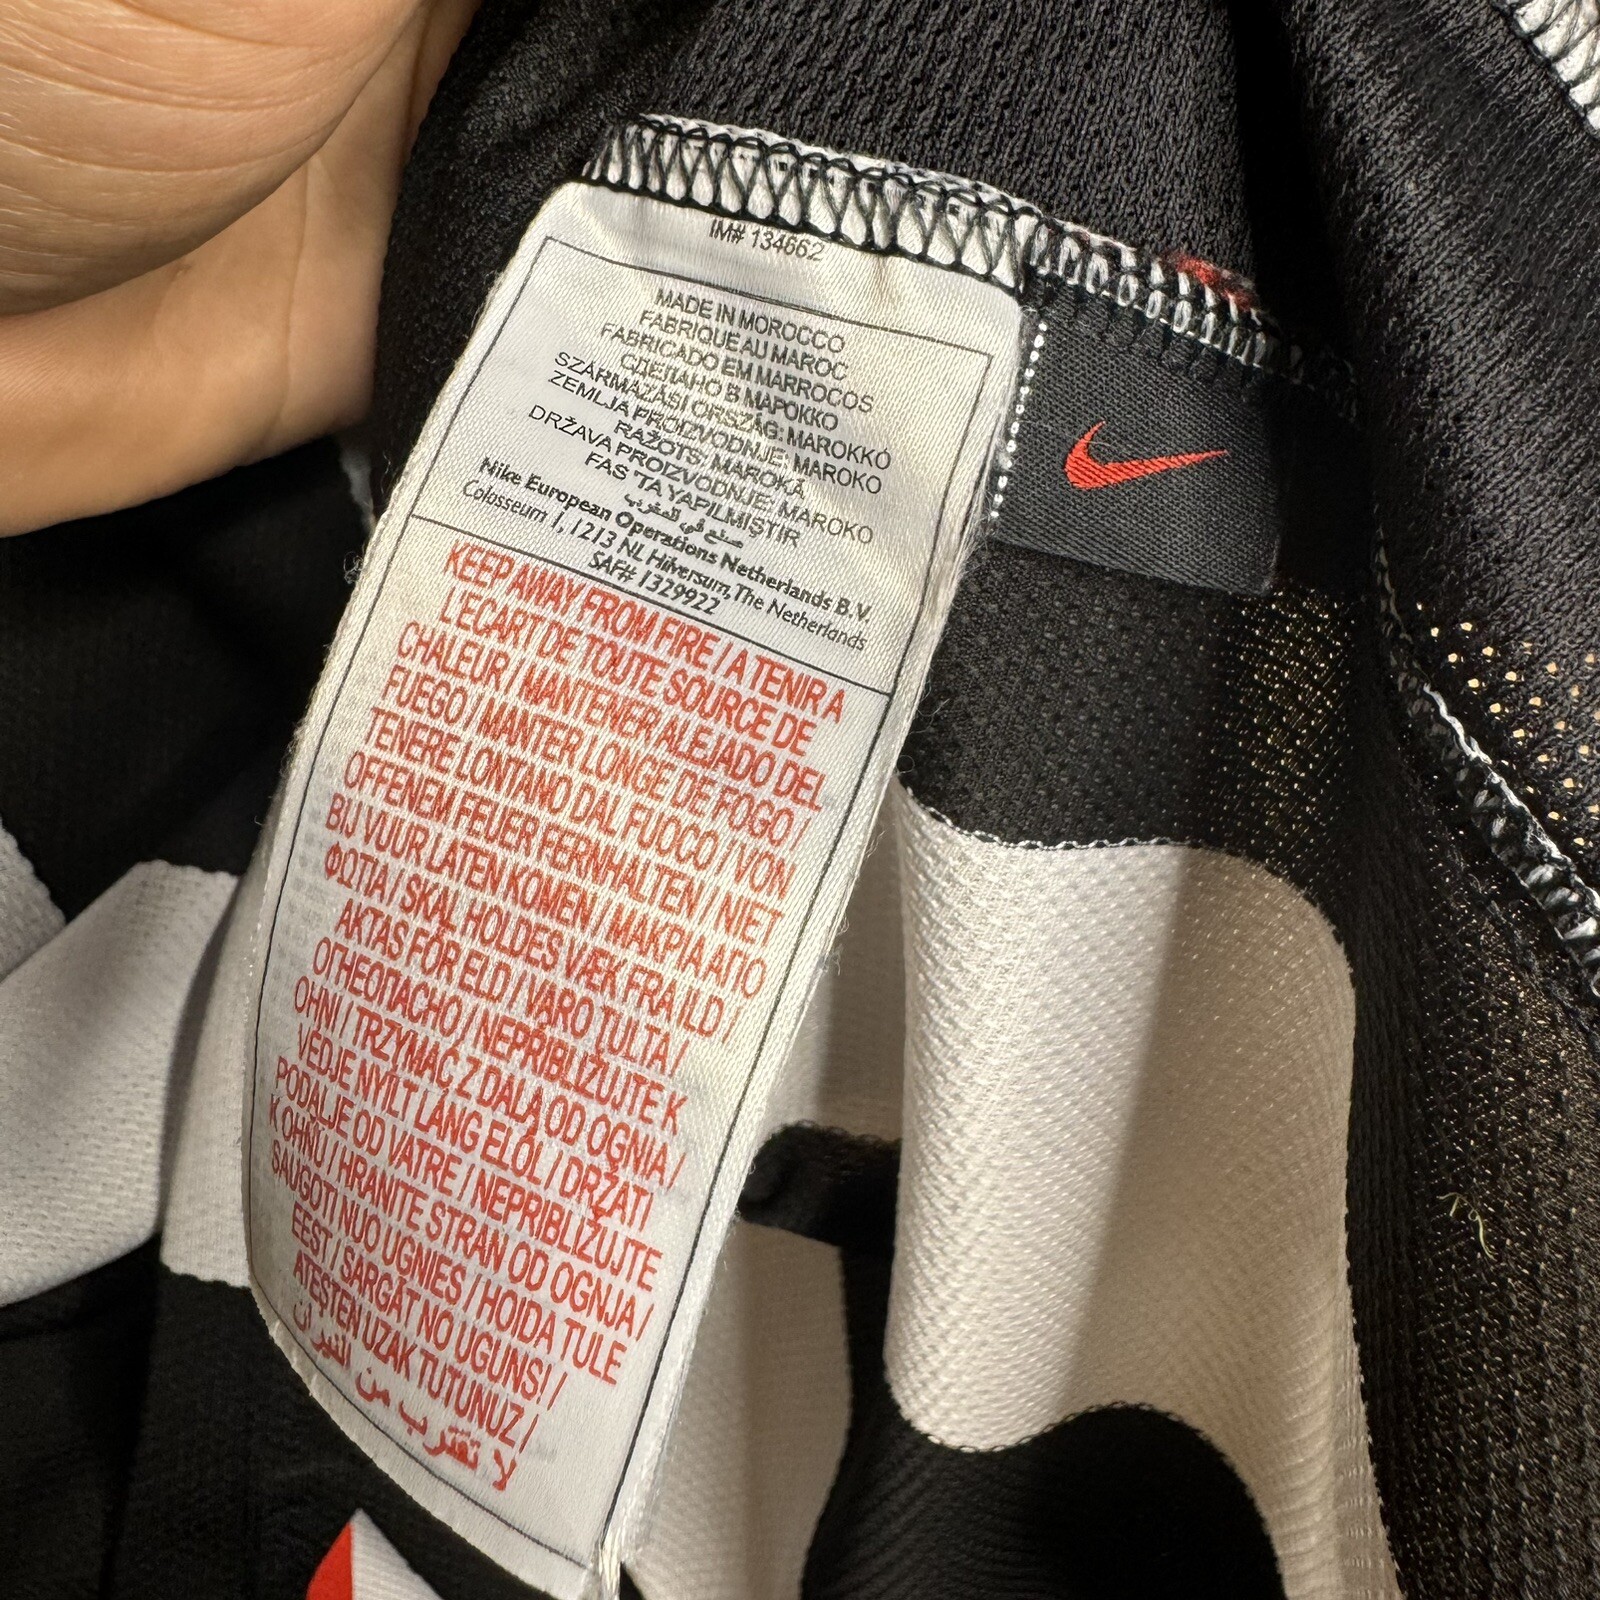 IM# 134662
MADE IN MOROCCO
FABRIQUE AU MAROC
FABRICADO EM MARROCOS
СДЕЛАНО В МАРОККО
SZÁRMAZÁSI ORSZÁG: MAROKKÓ
ZEMLJA PROIZVODNJE: MAROKO
RAŽOTS: MAROKĀ
DRŽAVA PROIZVODNJE: MAROKO
FAS 'TA YAPILMIŞTIR
صنع في المغرب
Nike European Operations Netherlands B.V.
Colosseum 1, 1213 NL Hilversum, The Netherlands
SAF# 1329922
KEEP AWAY FROM FIRE / A TENIR A
L'ECART DE TOUTE SOURCE DE
CHALEUR / MANTENER ALEJADO DEL
FUEGO / MANTER LONGE DE FOGO /
TENERE LONTANO DAL FUOCO / VON
OFFENEM FEUER FERNHALTEN / NIET
BIJ VUUR LATEN KOMEN / ΜΑΚΡΙΑ ΑΠΟ
ΦΩΤΙΑ / SKAL HOLDES VÆK FRA ILD /
AKTAS FÖR ELD / VARO TULTA /
ОГНЕОПАСНО / NEPŘIBLIŽUJTE K
OHNI / TRZYMAĆ Z DALA OD OGNIA /
VÉDJE NYÍLT LÁNG ELŐL / DRŽATI
PODALJE OD VATRE / NEPRIBLIŽUJTE
K OHŇU / HRANITE STRAN OD OGNJA /
SAUGOTI NUO UGNIES / HOIDA TULE
EEST / SARGĀT NO UGUNS! /
ATEŞTEN UZAK TUTUNUZ /
لا تقترب من النيران